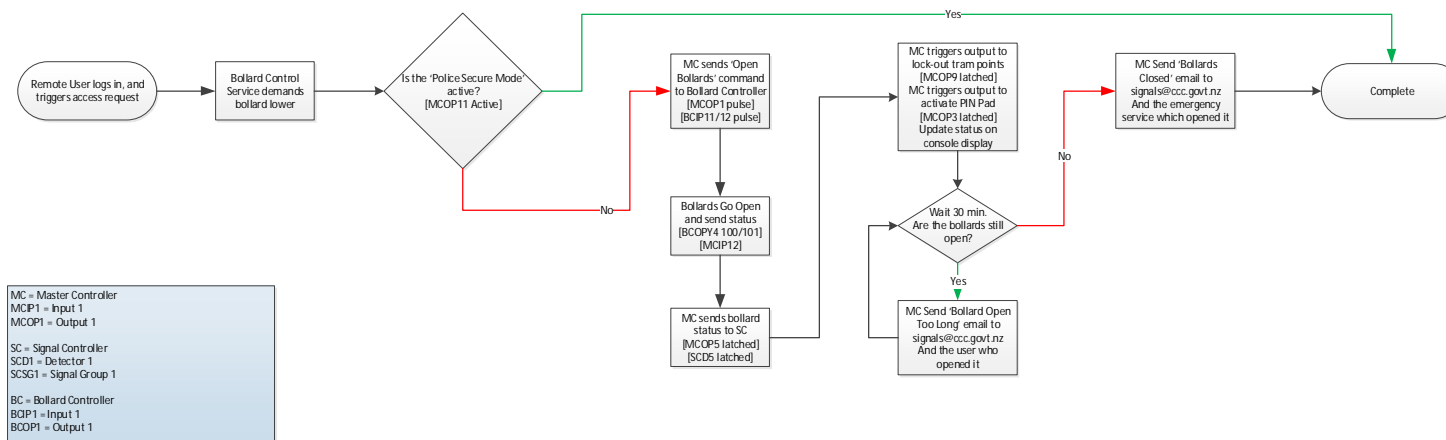 Yes
Remote User logs in, and
triggers access request
Bollard Control
Service demands
bollard lower
Is the 'Police Secure Mode'
active?
[MCOP11 Active]
No
MC sends 'Open
Bollards' command
to Bollard Controller
[MCOP1 pulse]
[BCIP11/12 pulse]
Bollards Go Open
and send status
[BCOPY4 100/101]
[MCIP12]
MC sends bollard
status to SC
[MCOP5 latched]
[SCD5 latched]
MC triggers output to
lock-out tram points
[MCOP9 latched]
MC triggers output to
activate PIN Pad
[MCOP3 latched]
Update status on
console display
Wait 30 min.
Are the bollards still
open?
Yes
MC Send 'Bollard Open
Too Long' email to
signals@ccc.govt.nz
And the user who
opened it
No
MC Send 'Bollards
Closed' email to
signals@ccc.govt.nz
And the emergency
service which opened it
Complete
MC = Master Controller
MCIP1 = Input 1
MCOP1 = Output 1
SC = Signal Controller
SCD1 = Detector 1
SCSG1 = Signal Group 1
BC = Bollard Controller
BCIP1 = Input 1
BCOP1 = Output 1